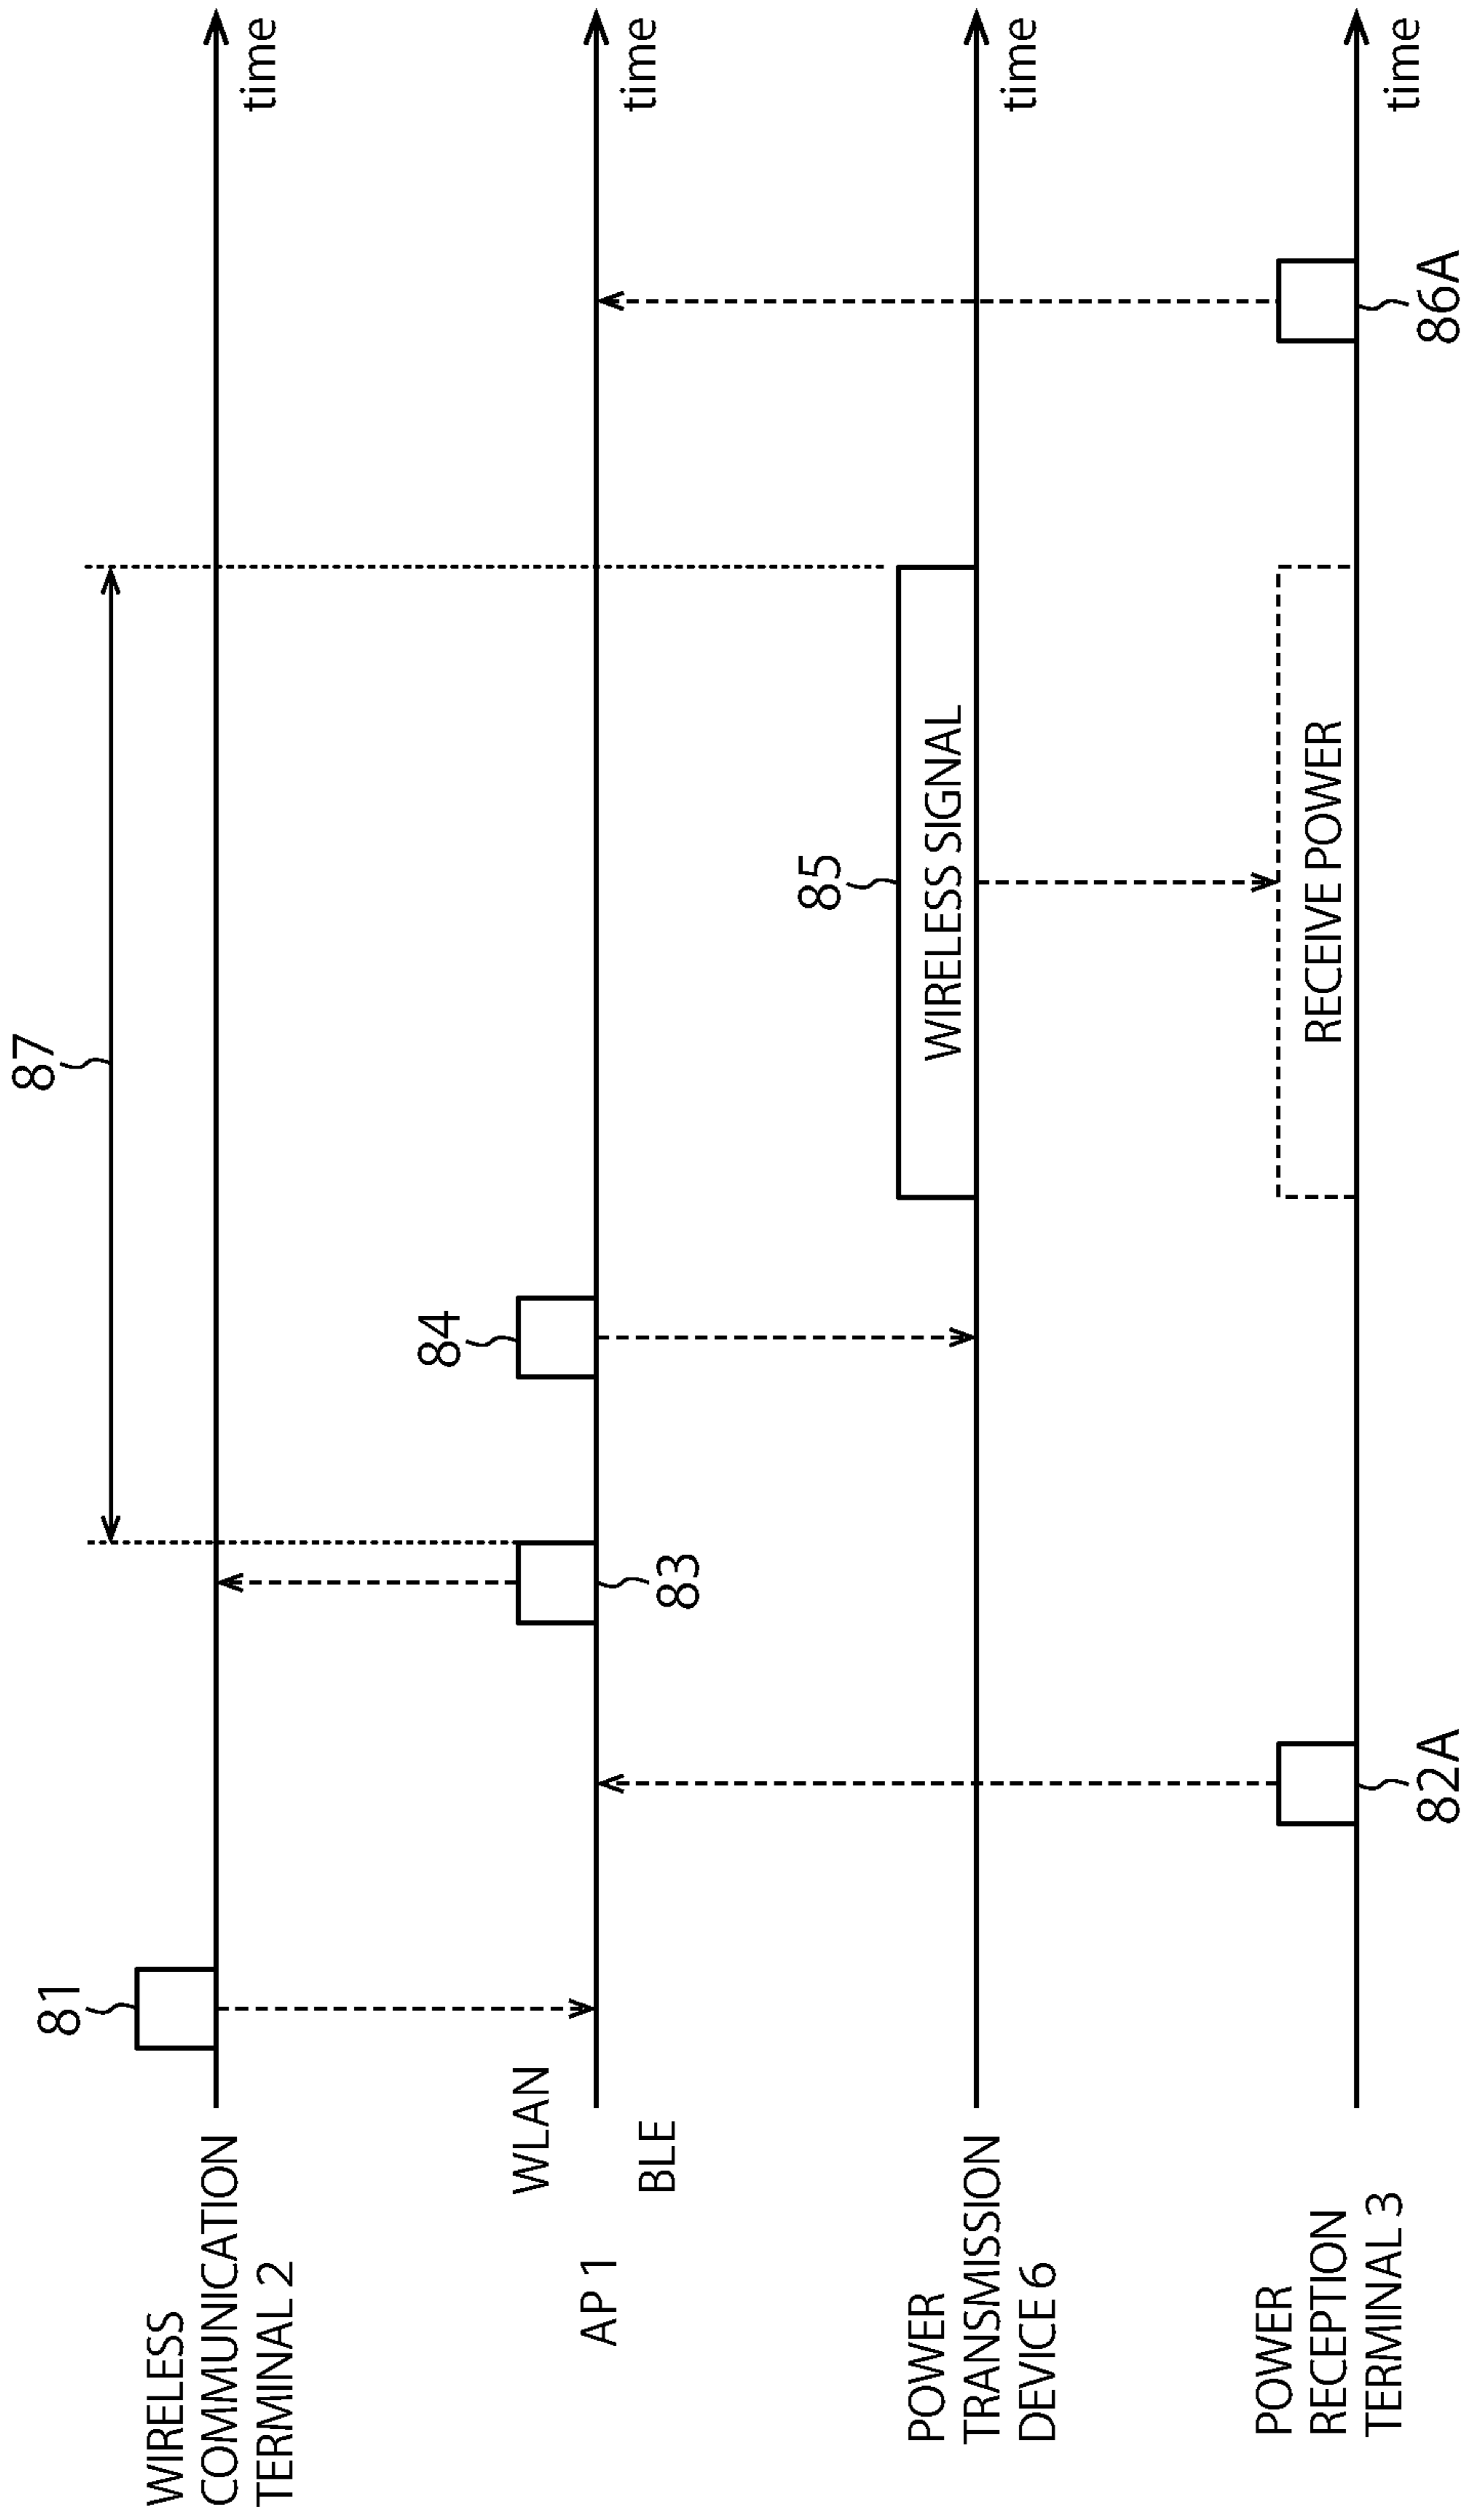 87
81
WIRELESS
COMMUNICATION
TERMINAL 2
time
84
WLAN
AP 1
BLE
83
time
85
POWER
TRANSMISSION
DEVICE 6
WIRELESS SIGNAL
time
POWER
RECEPTION
TERMINAL 3
RECEIVE POWER
82A
86A
time